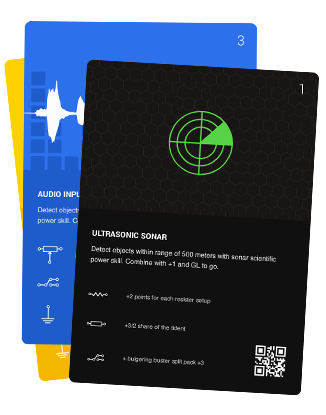 3
1
AUDIO INPU
Detect objects
power skill. C
ULTRASONIC SONAR
Detect objects within range of 500 meters with sonar scientific
power skill. Combine with +1 and GL to go.
+2 points for each resister setup
+3/2 share of the tident
+ bulgering buster split pack +3